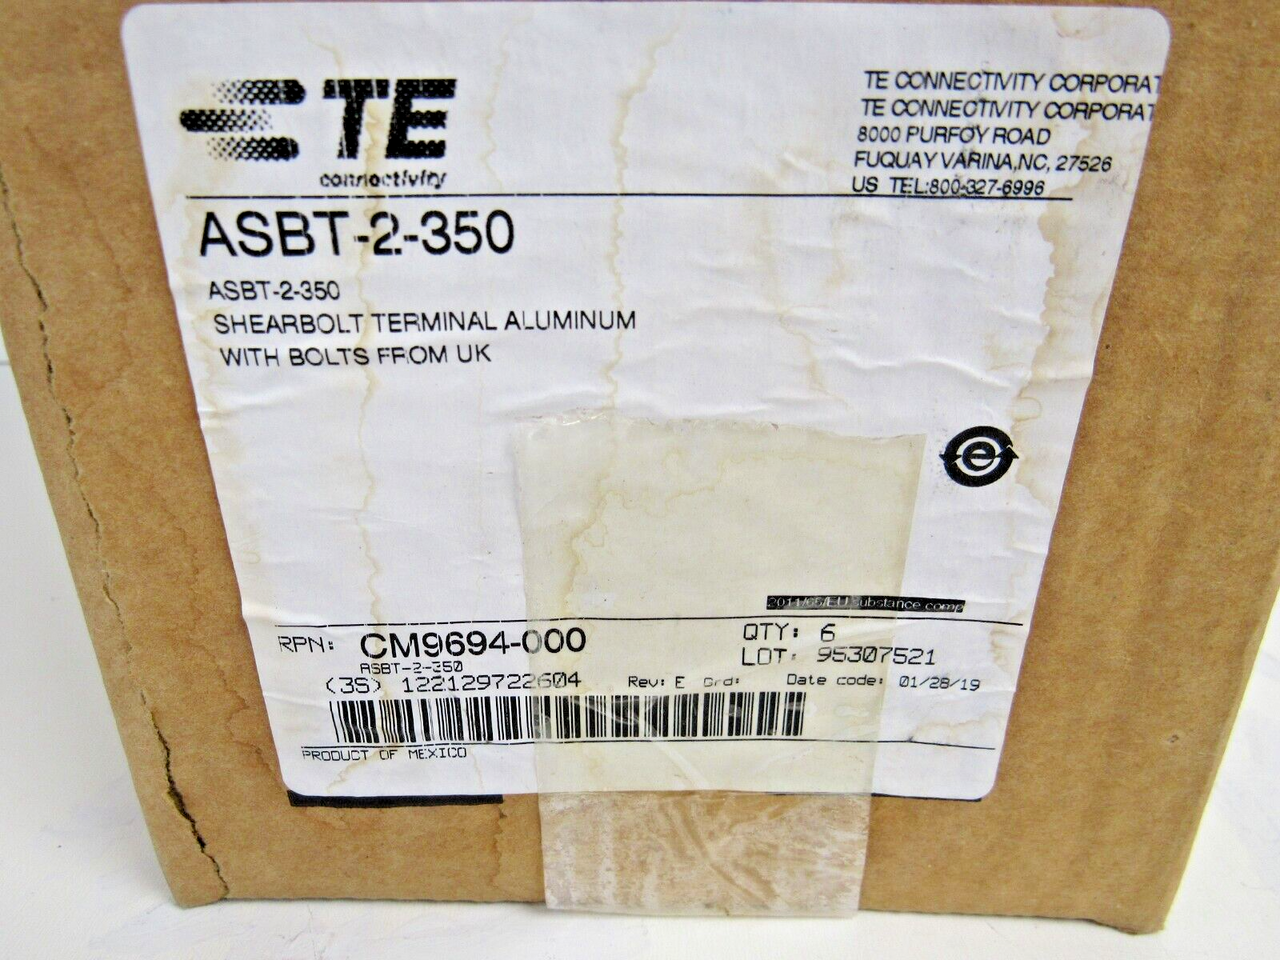 TE
connectivity
TE CONNECTIVITY CORPORAT
TE CONNECTIVITY CORPORAT
8000 PURFOY ROAD
FUQUAY VARINA,NC, 27526
US TEL:800-327-6996
ASBT-2-350
ASBT-2-350
SHEARBOLT TERMINAL ALUMINUM
WITH BOLTS FROM UK
e
2011/65/EU substance comp
RPN: CM9694-000
QTY: 6
ASBT-2-350
LOT: 95307521
(3S) 122129722604
Rev: E Grd: Date code: 01/28/19
PRODUCT OF MEXICO